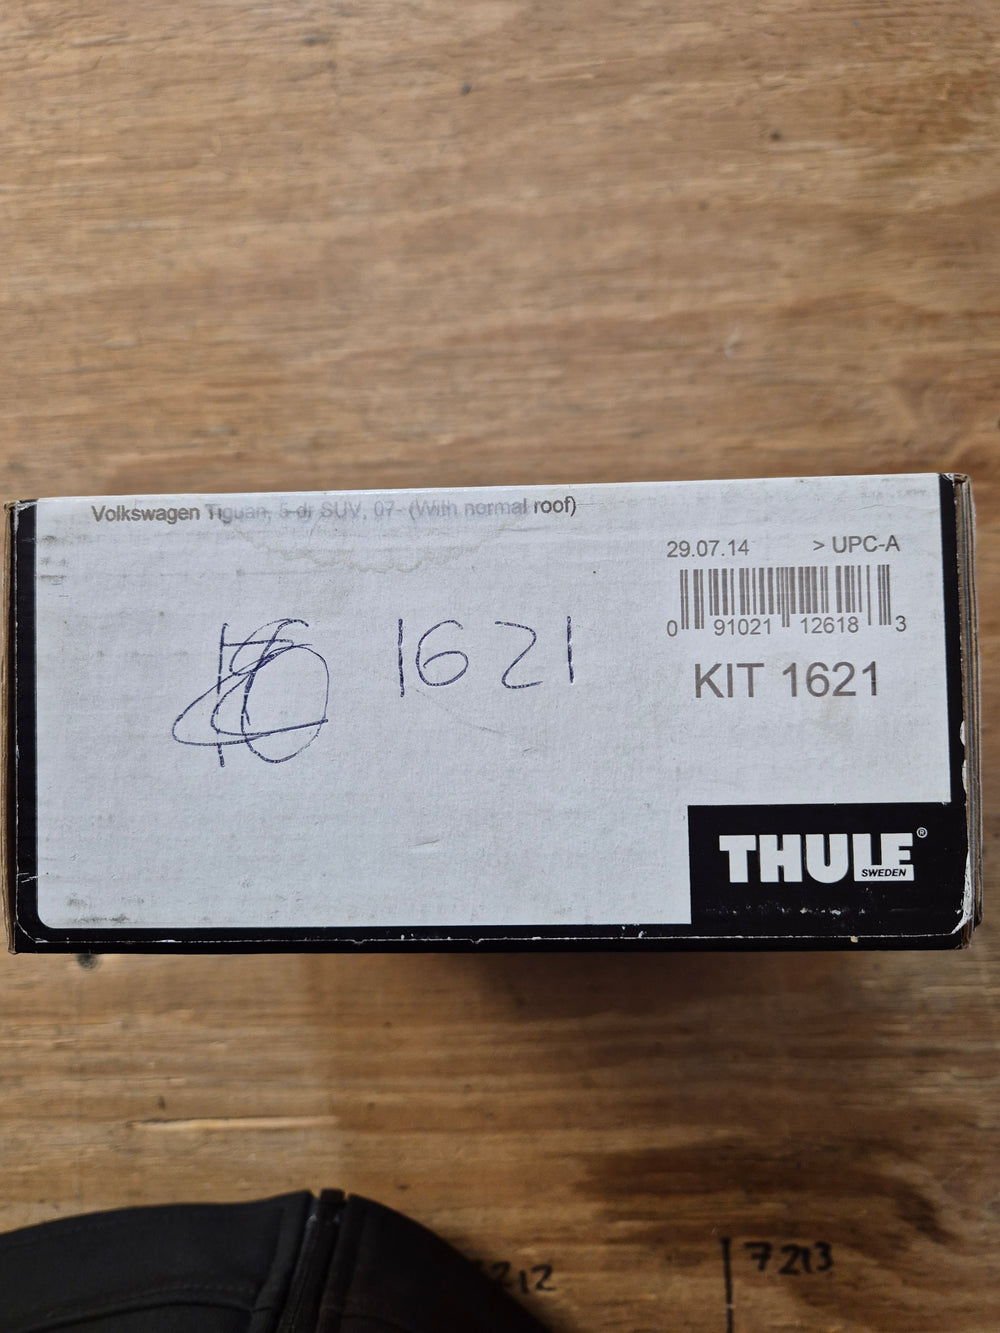 Volkswagen Tiguan, 5-dr SUV, 07- (With normal roof)
29.07.14 > UPC-A
0 91021 12618 3
KIT 1621
1621
THULE®
SWEDEN
7213